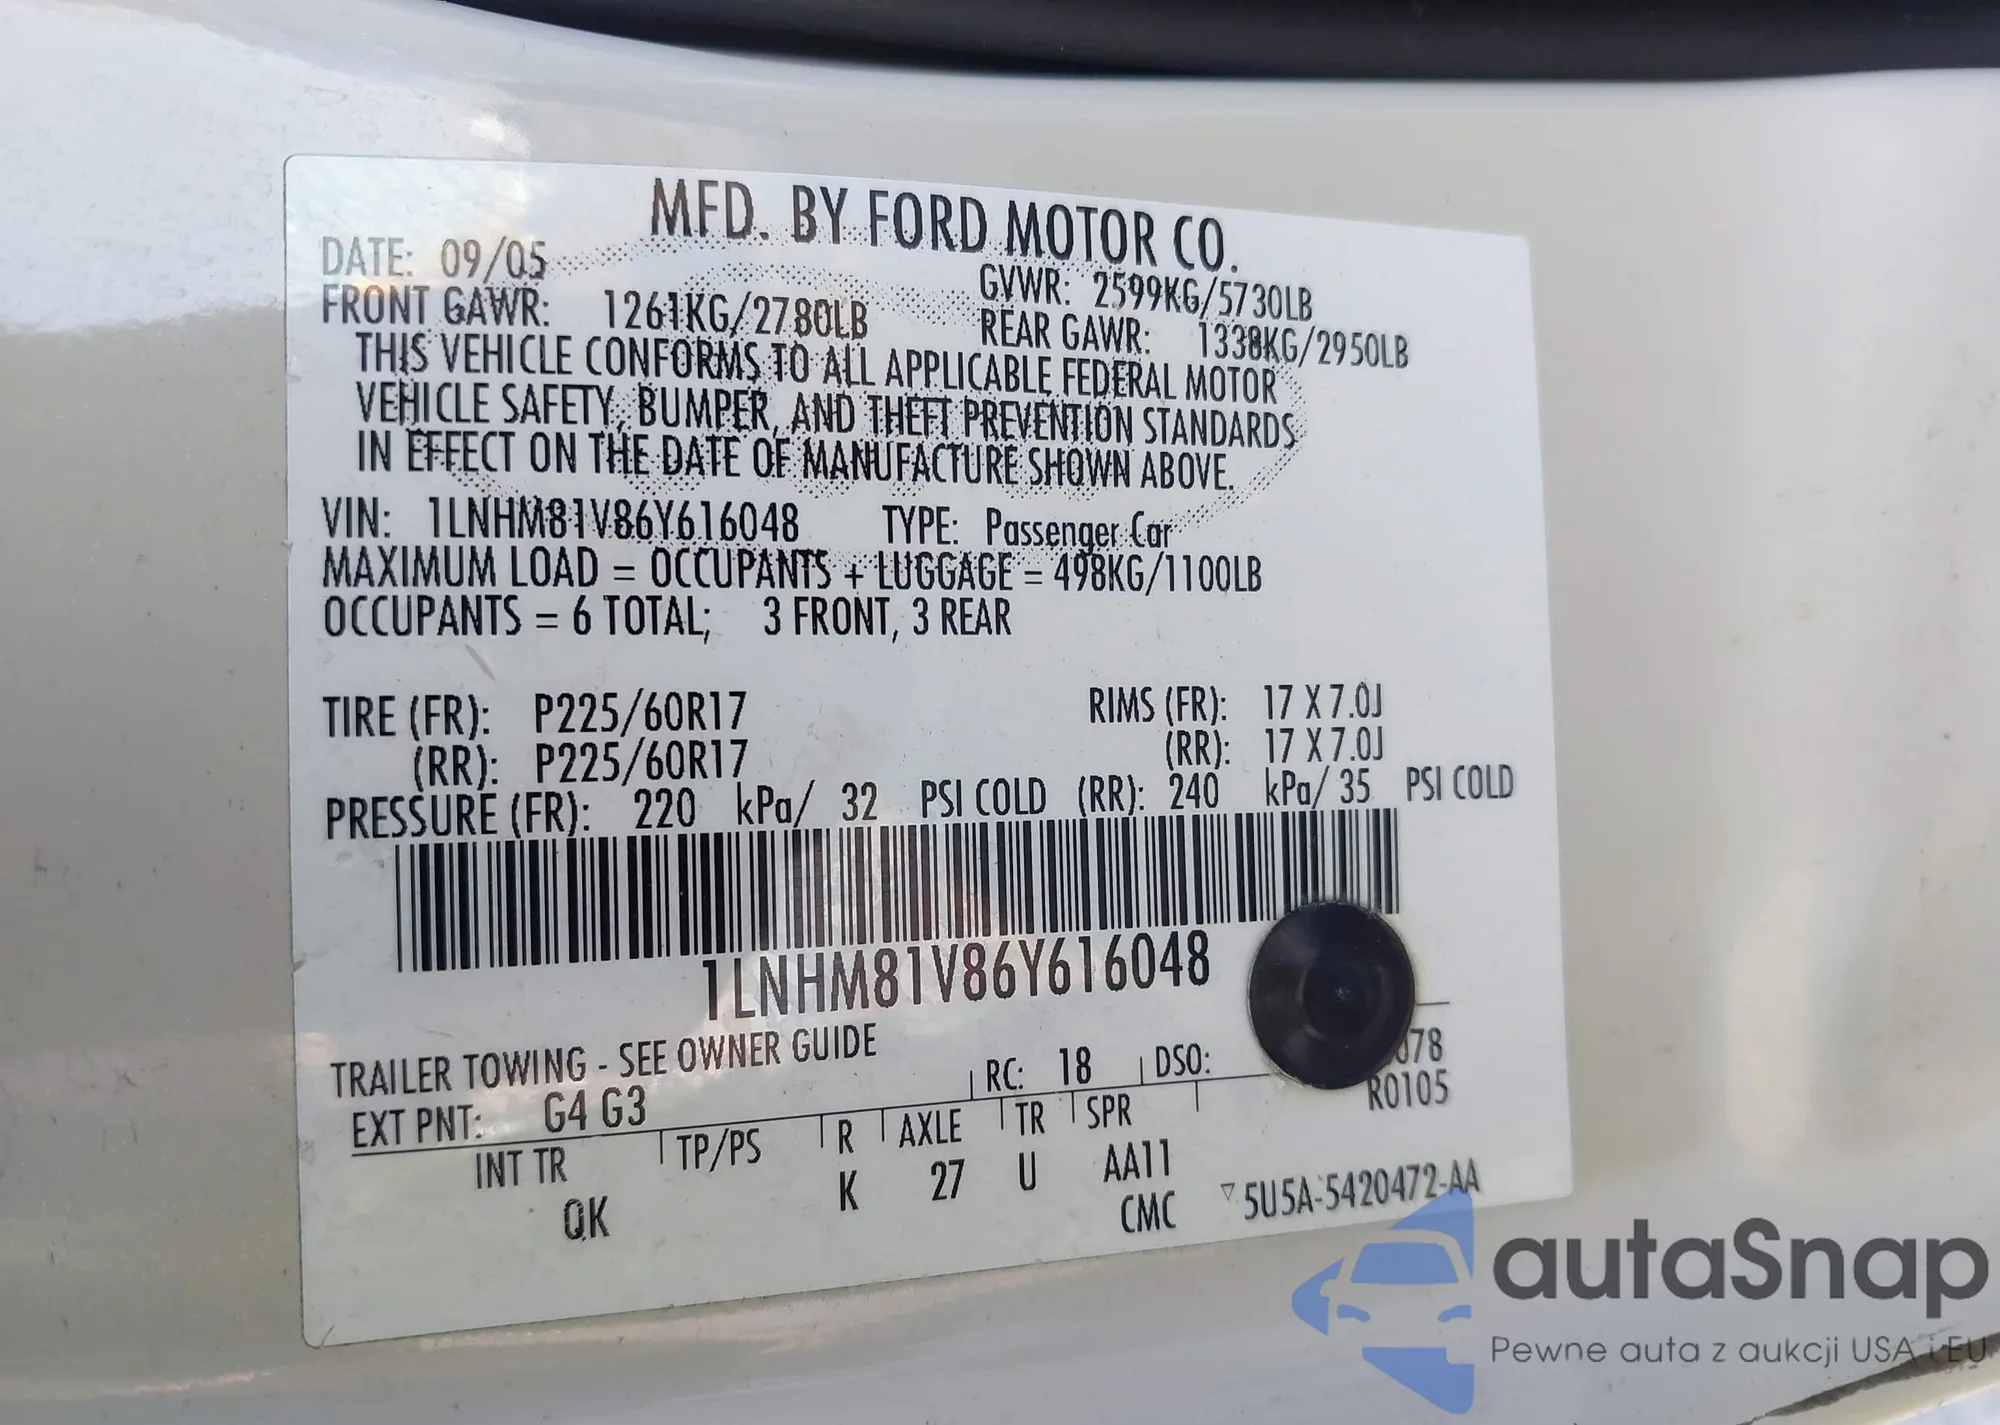 MFD. BY FORD MOTOR CO.
DATE: 09/05
GVWR: 2599KG/5730LB
FRONT GAWR: 1261KG/2780LB
REAR GAWR: 1338KG/2950LB
THIS VEHICLE CONFORMS TO ALL APPLICABLE FEDERAL MOTOR
VEHICLE SAFETY, BUMPER, AND THEFT PREVENTION STANDARDS
IN EFFECT ON THE DATE OF MANUFACTURE SHOWN ABOVE.
VIN: 1LNHM81V86Y616048 TYPE: Passenger Car
MAXIMUM LOAD = OCCUPANTS + LUGGAGE = 498KG/1100LB
OCCUPANTS = 6 TOTAL; 3 FRONT, 3 REAR
TIRE (FR): P225/60R17 RIMS (FR): 17 X 7.0J
(RR): P225/60R17 (RR): 17 X 7.0J
PRESSURE (FR): 220 kPa/ 32 PSI COLD (RR): 240 kPa/ 35 PSI COLD
1LNHM81V86Y616048
TRAILER TOWING - SEE OWNER GUIDE
EXT PNT: G4 G3 RC: 18 DSO:
R0105
INT TR TP/PS R AXLE TR SPR
QK K 27 U AA11
CMC ▽5U5A-5420472-AA
autaSnap
Pewne auta z aukcji USA i EU